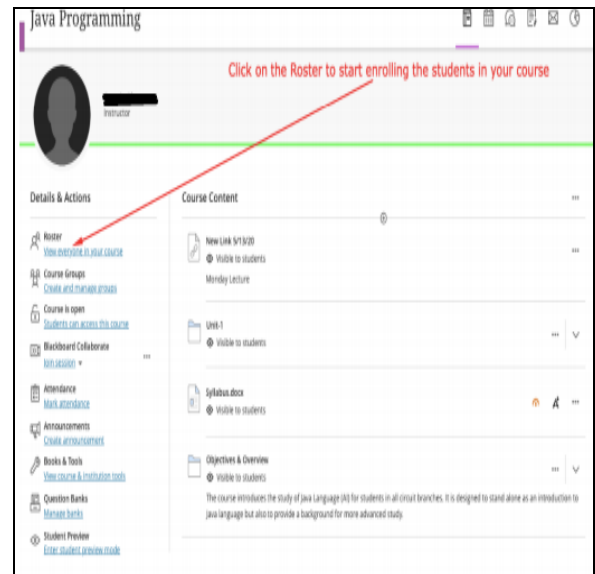 Java Programming
Click on the Roster to start enrolling the students in your course
Instructor
Details & Actions
Roster
View everyone in your course
Course Groups
Create and manage groups
Course is open
Students can access this course
Blackboard Collaborate
Join session
Attendance
Mark attendance
Announcements
Create announcement
Books & Tools
View course & institution tools
Question Banks
Manage banks
Student Preview
Enter student preview mode
Course Content
New Link 5/13/20
Visible to students
Monday Lecture
Unit-1
Visible to students
Syllabus.docx
Visible to students
Objectives & Overview
Visible to students
The course introduces the study of Java Language (AI) for students in all circuit branches. It is designed to stand alone as an introduction to
java language but also to provide a background for more advanced study.